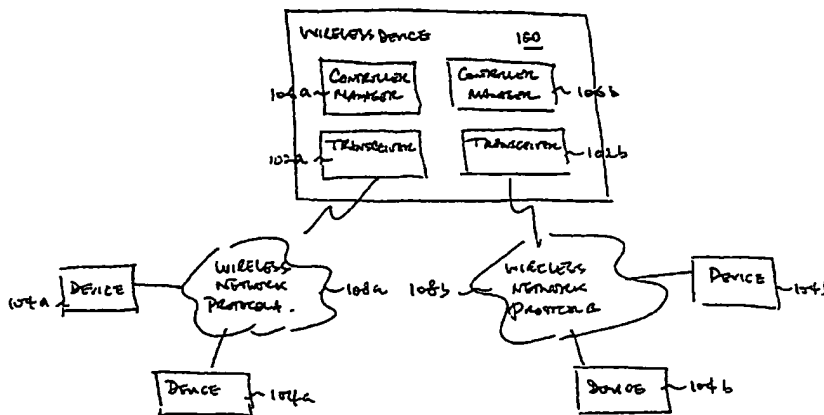 WIRELESS DEVICE 100
CONTROLLER MANAGER
CONTROLLER MANAGER
106a
106b
TRANSCEIVER
TRANSCEIVER
102a
102b
WIRELESS NETWORK PROTOCOL A.
WIRELESS NETWORK PROTOCOL B
108a
108b
DEVICE
DEVICE
104a
DEVICE
104a
DEVICE
104b